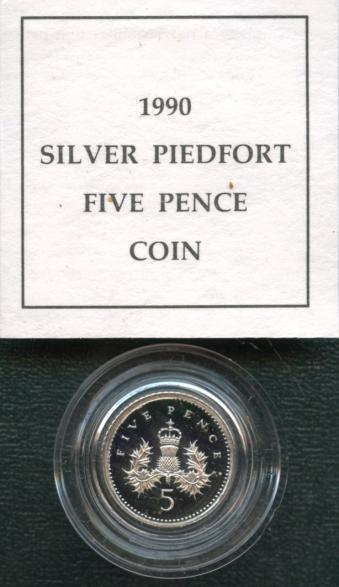 1990
SILVER PIEDFORT
FIVE PENCE
COIN
FIVE PENCE
5